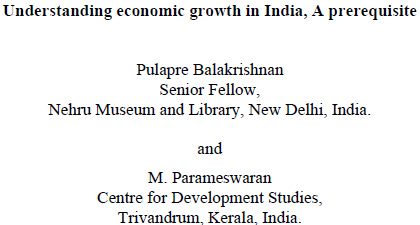 Understanding economic growth in India, A prerequisite
Pulapre Balakrishnan
Senior Fellow,
Nehru Museum and Library, New Delhi, India.
and
M. Parameswaran
Centre for Development Studies,
Trivandrum, Kerala, India.